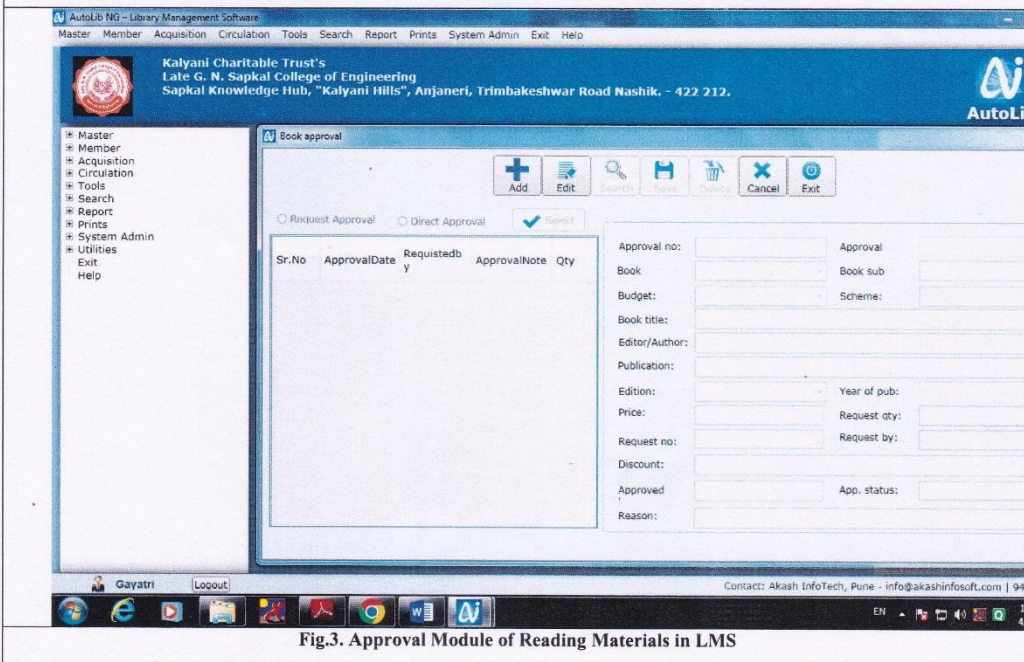 AutoLib NG – Library Management Software
Master Member Acquisition Circulation Tools Search Report Prints System Admin Exit Help
Kalyani Charitable Trust's
Late G. N. Sapkal College of Engineering
Sapkal Knowledge Hub, "Kalyani Hills", Anjaneri, Trimbakeshwar Road Nashik. - 422 212.
AutoLi
Master
Member
Acquisition
Circulation
Tools
Search
Report
Prints
System Admin
Utilities
Exit
Help
Book approval
Add Edit Search Save Delete Cancel Exit
Request Approval Direct Approval Select
Sr.No ApprovalDate Requistedb
y ApprovalNote Qty
Approval no: Approval
Book Book sub
Budget: Scheme:
Book title:
Editor/Author:
Publication:
Edition: Year of pub:
Price: Request qty:
Request no: Request by:
Discount:
Approved App. status:
Reason:
Gayatri Logout
Contact: Akash InfoTech, Pune - info@akashinfosoft.com | 94
EN
Fig.3. Approval Module of Reading Materials in LMS